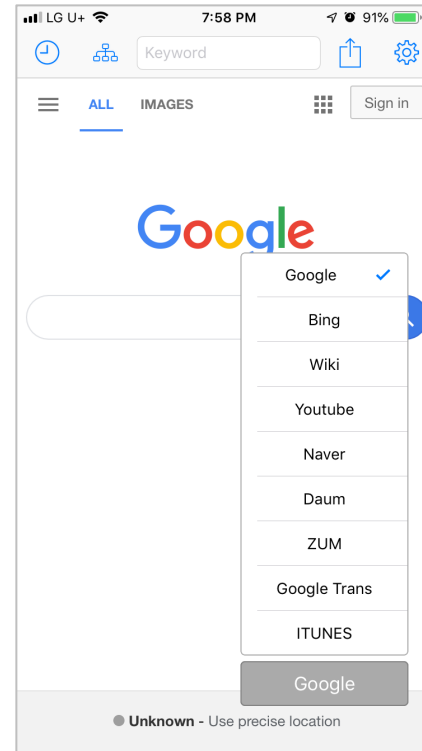 LG U+ 7:58 PM 91%
Keyword
ALL IMAGES Sign in
Google
Google
Bing
Wiki
Youtube
Naver
Daum
ZUM
Google Trans
ITUNES
Google
Unknown - Use precise location